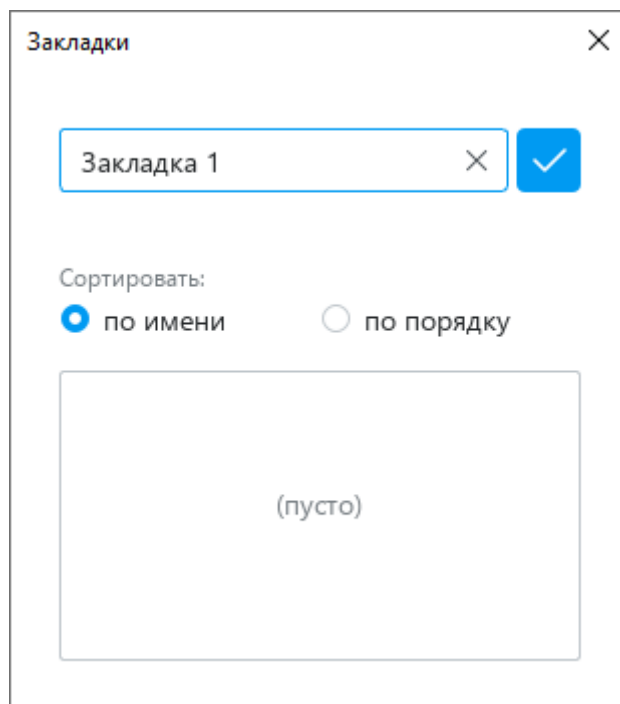 Закладки
Закладка 1
Сортировать:
по имени
по порядку
(пусто)